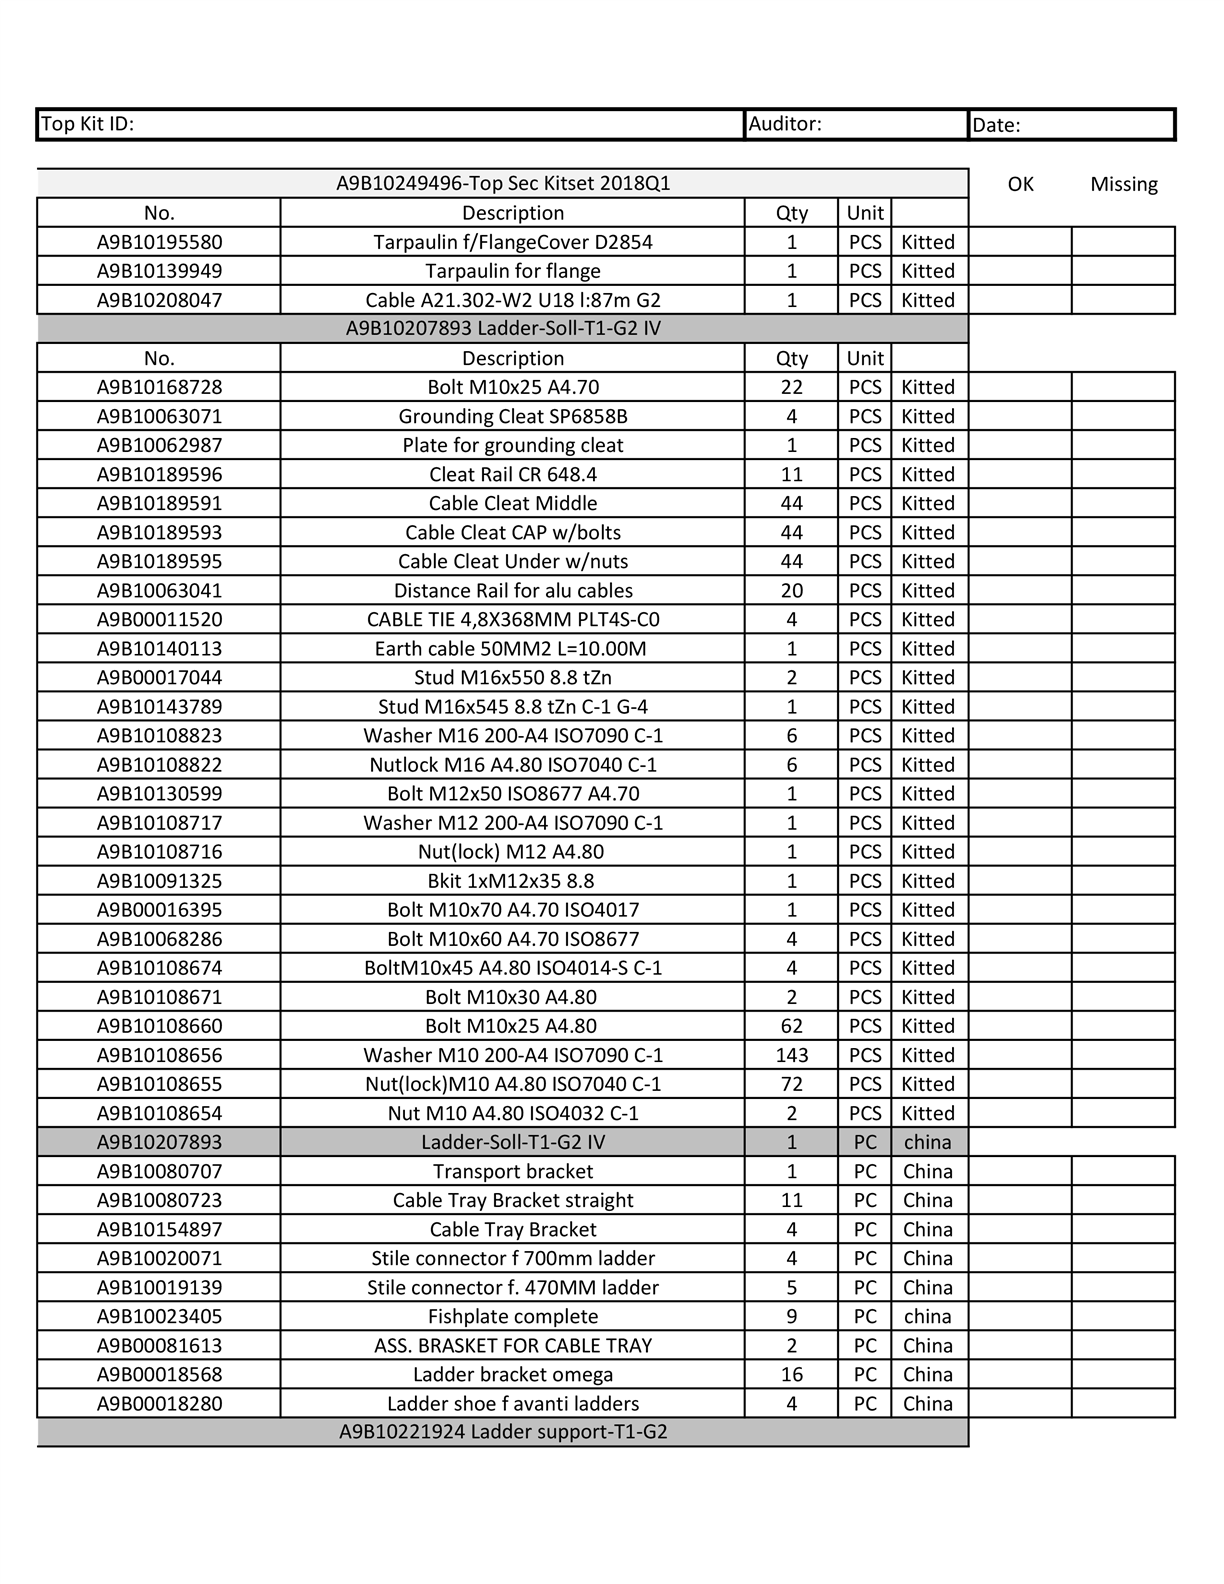 Top Kit ID: Auditor: Date:
A9B10249496-Top Sec Kitset 2018Q1 OK Missing
No. Description Qty Unit
A9B10195580 Tarpaulin f/FlangeCover D2854 1 PCS Kitted
A9B10139949 Tarpaulin for flange 1 PCS Kitted
A9B10208047 Cable A21.302-W2 U18 l:87m G2 1 PCS Kitted
A9B10207893 Ladder-Soll-T1-G2 IV
No. Description Qty Unit
A9B10168728 Bolt M10x25 A4.70 22 PCS Kitted
A9B10063071 Grounding Cleat SP6858B 4 PCS Kitted
A9B10062987 Plate for grounding cleat 1 PCS Kitted
A9B10189596 Cleat Rail CR 648.4 11 PCS Kitted
A9B10189591 Cable Cleat Middle 44 PCS Kitted
A9B10189593 Cable Cleat CAP w/bolts 44 PCS Kitted
A9B10189595 Cable Cleat Under w/nuts 44 PCS Kitted
A9B10063041 Distance Rail for alu cables 20 PCS Kitted
A9B00011520 CABLE TIE 4,8X368MM PLT4S-C0 4 PCS Kitted
A9B10140113 Earth cable 50MM2 L=10.00M 1 PCS Kitted
A9B00017044 Stud M16x550 8.8 tZn 2 PCS Kitted
A9B10143789 Stud M16x545 8.8 tZn C-1 G-4 1 PCS Kitted
A9B10108823 Washer M16 200-A4 ISO7090 C-1 6 PCS Kitted
A9B10108822 Nutlock M16 A4.80 ISO7040 C-1 6 PCS Kitted
A9B10130599 Bolt M12x50 ISO8677 A4.70 1 PCS Kitted
A9B10108717 Washer M12 200-A4 ISO7090 C-1 1 PCS Kitted
A9B10108716 Nut(lock) M12 A4.80 1 PCS Kitted
A9B10091325 Bkit 1xM12x35 8.8 1 PCS Kitted
A9B00016395 Bolt M10x70 A4.70 ISO4017 1 PCS Kitted
A9B10068286 Bolt M10x60 A4.70 ISO8677 4 PCS Kitted
A9B10108674 BoltM10x45 A4.80 ISO4014-S C-1 4 PCS Kitted
A9B10108671 Bolt M10x30 A4.80 2 PCS Kitted
A9B10108660 Bolt M10x25 A4.80 62 PCS Kitted
A9B10108656 Washer M10 200-A4 ISO7090 C-1 143 PCS Kitted
A9B10108655 Nut(lock)M10 A4.80 ISO7040 C-1 72 PCS Kitted
A9B10108654 Nut M10 A4.80 ISO4032 C-1 2 PCS Kitted
A9B10207893 Ladder-Soll-T1-G2 IV 1 PC china
A9B10080707 Transport bracket 1 PC China
A9B10080723 Cable Tray Bracket straight 11 PC China
A9B10154897 Cable Tray Bracket 4 PC China
A9B10020071 Stile connector f 700mm ladder 4 PC China
A9B10019139 Stile connector f. 470MM ladder 5 PC China
A9B10023405 Fishplate complete 9 PC china
A9B00081613 ASS. BRASKET FOR CABLE TRAY 2 PC China
A9B00018568 Ladder bracket omega 16 PC China
A9B00018280 Ladder shoe f avanti ladders 4 PC China
A9B10221924 Ladder support-T1-G2